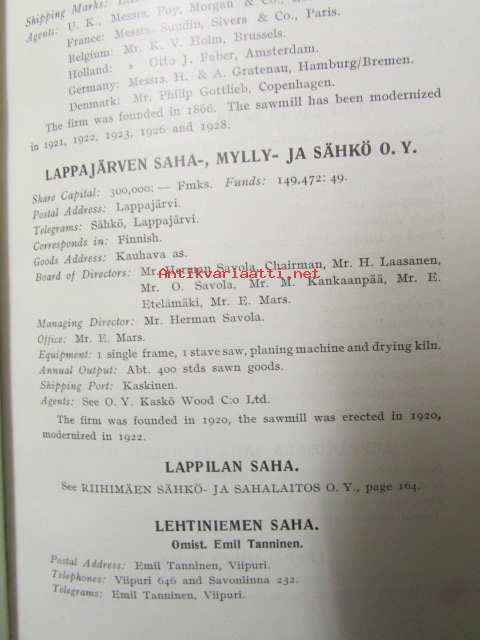 Shipping Marks:
Agents: U. K., Messrs. Foy, Morgan & Co.,
France: Messrs. Sundin, Sivers & Co., Paris.
Belgium: Mr. K. V. Holm, Brussels.
Holland: » Otto J. Faber, Amsterdam.
Germany: Messrs. H. & A. Gratenau, Hamburg/Bremen.
Denmark: Mr. Philip Gottlieb, Copenhagen.
The firm was founded in 1866. The sawmill has been modernized
in 1921, 1922, 1923, 1926 and 1928.
LAPPAJÄRVEN SAHA-, MYLLY- JA SÄHKÖ O. Y.
Share Capital: 300,000: — Fmks. Funds: 149,472: 49.
Postal Address: Lappajärvi.
Telegrams: Sähkö, Lappajärvi.
Corresponds in: Finnish.
Goods Address: Kauhava as.
Board of Directors: Mr. Herman Savola, Chairman, Mr. H. Laasanen,
Antikvariaatti.net
Mr. O. Savola, Mr. M. Kankaanpää, Mr. E.
Etelämäki, Mr. E. Mars.
Managing Director: Mr. Herman Savola.
Office: Mr. E. Mars.
Equipment: 1 single frame, 1 stave saw, planing machine and drying kiln.
Annual Output: Abt. 400 stds sawn goods.
Shipping Port: Kaskinen.
Agents: See O. Y. Kaskö Wood C:o Ltd.
The firm was founded in 1920, the sawmill was erected in 1920,
modernized in 1922.
LAPPILAN SAHA.
See RIIHIMÄEN SÄHKÖ- JA SAHALAITOS O. Y., page 164.
LEHTINIEMEN SAHA.
Omist. Emil Tanninen.
Postal Address: Emil Tanninen, Viipuri.
Telephones: Viipuri 646 and Savonlinna 232.
Telegrams: Emil Tanninen, Viipuri.